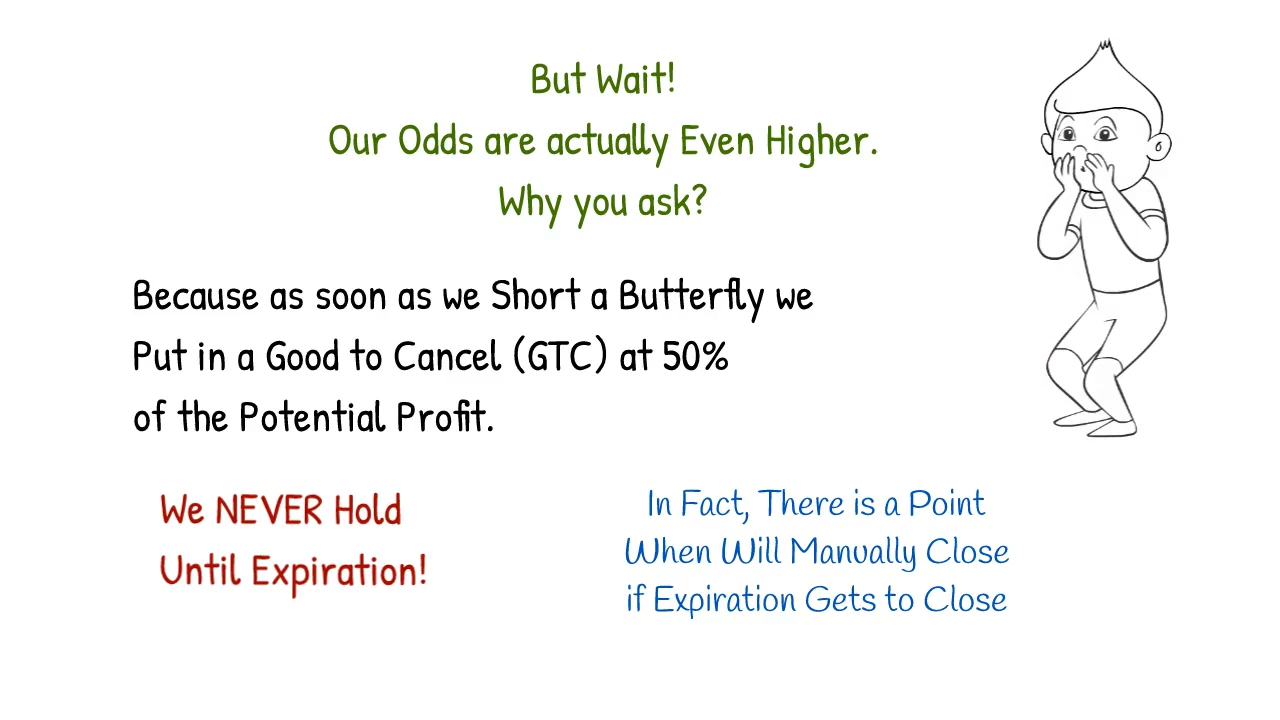 But Wait!
Our Odds are actually Even Higher.
Why you ask?
Because as soon as we Short a Butterfly we
Put in a Good to Cancel (GTC) at 50%
of the Potential Profit.
We NEVER Hold
Until Expiration!
In Fact, There is a Point
When Will Manually Close
if Expiration Gets to Close